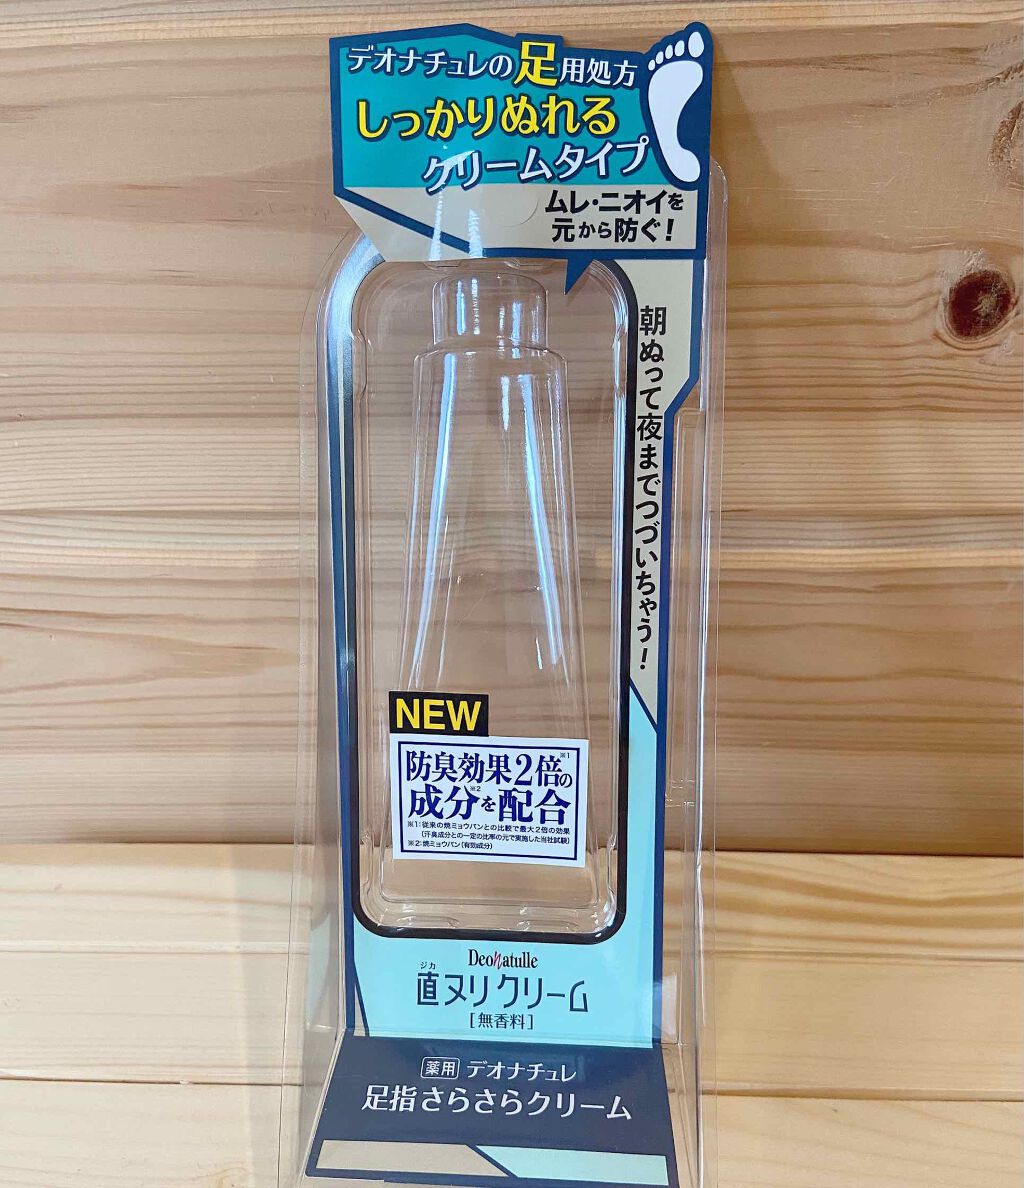 デオナチュレの足用処方
しっかりぬれる
クリームタイプ
ムレ・ニオイを
元から防ぐ!
朝ぬって夜までつづいちゃう!
NEW
防臭効果2倍の※1
成分※2を配合
※1:従来の焼ミョウバンとの比較で最大2倍の効果
(汗臭成分との一定の比率の元で実施した当社試験)
※2:焼ミョウバン(有効成分)
Deonatulle
ジカ
直ヌリクリーム
[無香料]
薬用 デオナチュレ
足指さらさらクリーム